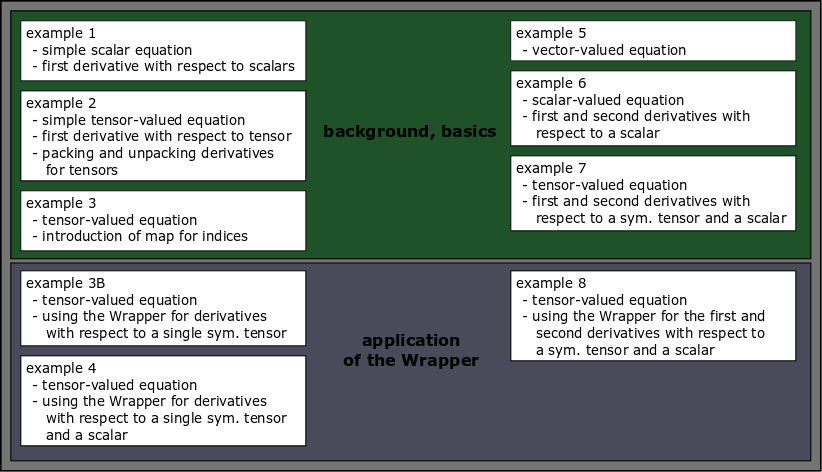 example 1
- simple scalar equation
- first derivative with respect to scalars
example 2
- simple tensor-valued equation
- first derivative with respect to tensor
- packing and unpacking derivatives
for tensors
example 3
- tensor-valued equation
- introduction of map for indices
background, basics
example 5
- vector-valued equation
example 6
- scalar-valued equation
- first and second derivatives with
respect to a scalar
example 7
- tensor-valued equation
- first and second derivatives with
respect to a sym. tensor and a scalar
example 3B
- tensor-valued equation
- using the Wrapper for derivatives
with respect to a single sym. tensor
example 4
- tensor-valued equation
- using the Wrapper for derivatives
with respect to a single sym. tensor
and a scalar
application
of the Wrapper
example 8
- tensor-valued equation
- using the Wrapper for the first and
second derivatives with respect to
a sym. tensor and a scalar